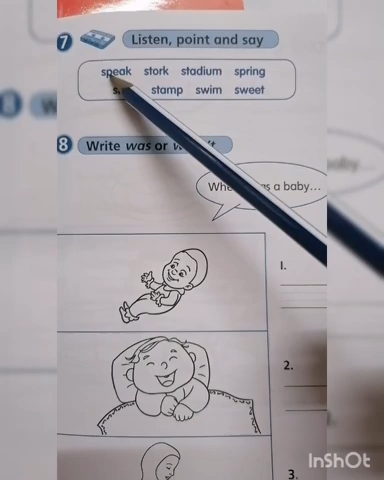 7 Listen, point and say
speak stork stadium spring
stamp swim sweet
8 Write was or
a baby...
1.
2.
3.
InShOt